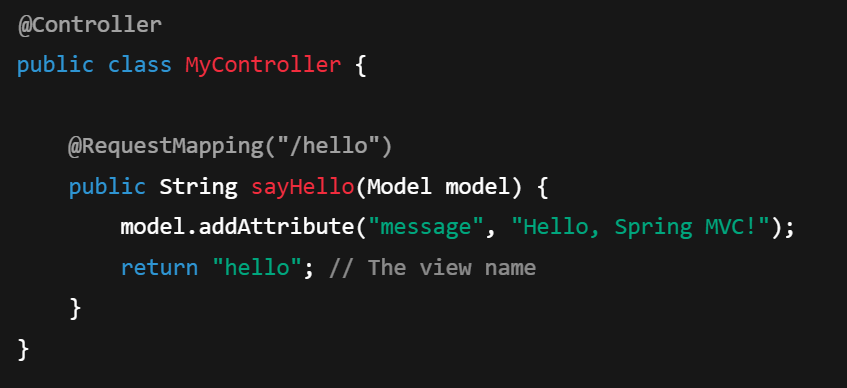 @Controller
public class MyController {
@RequestMapping("/hello")
public String sayHello(Model model) {
model.addAttribute("message", "Hello, Spring MVC!");
return "hello"; // The view name
}
}